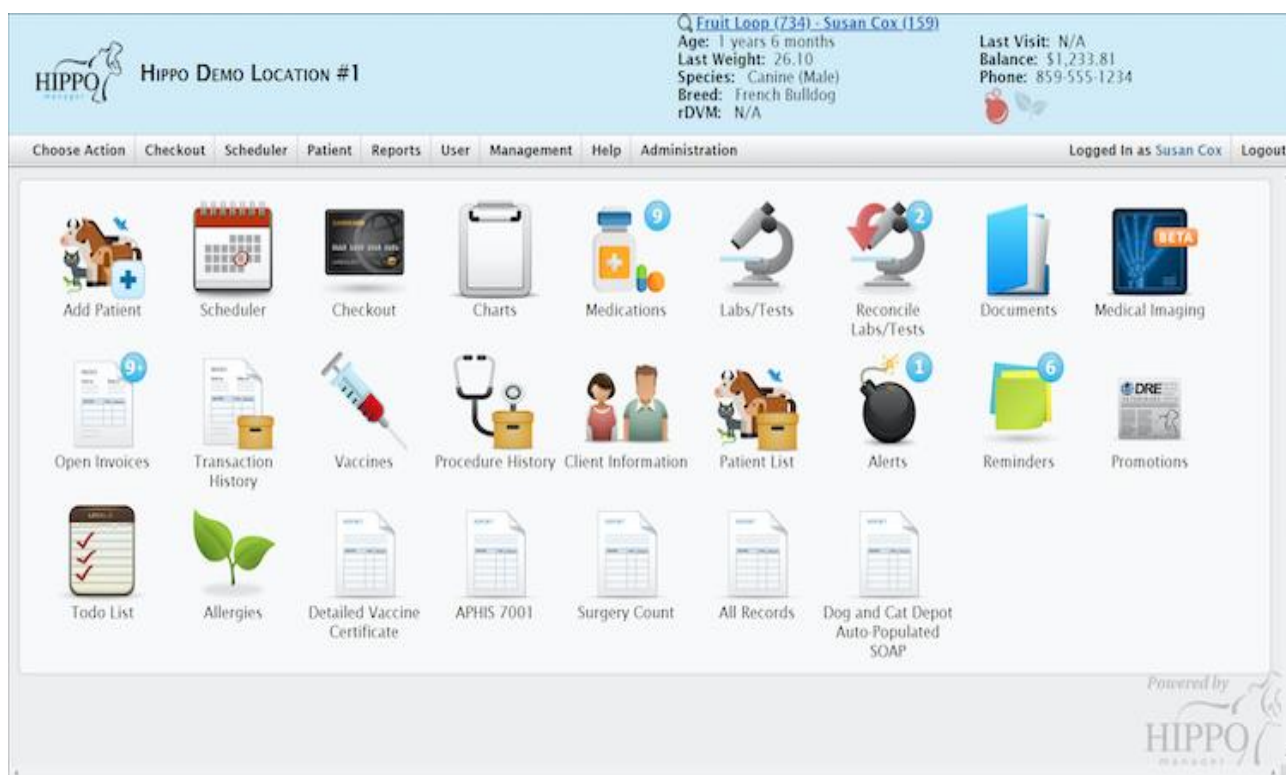 HIPPO
manager
HIPPO DEMO LOCATION #1
Fruit Loop (734) - Susan Cox (159)
Age: 1 years 6 months
Last Weight: 26.10
Species: Canine (Male)
Breed: French Bulldog
rDVM: N/A
Last Visit: N/A
Balance: $1,233.81
Phone: 859-555-1234
Choose Action Checkout Scheduler Patient Reports User Management Help Administration Logged In as Susan Cox Logout
9
2
BETA
Add Patient Scheduler Checkout Charts Medications Labs/Tests Reconcile Labs/Tests Documents Medical Imaging
9+
1
6
DRE
Open Invoices Transaction History Vaccines Procedure History Client Information Patient List Alerts Reminders Promotions
Todo List Allergies Detailed Vaccine Certificate APHIS 7001 Surgery Count All Records Dog and Cat Depot Auto-Populated SOAP
Powered by
HIPPO
manager